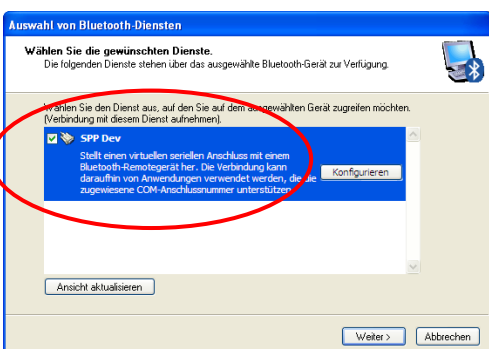 Auswahl von Bluetooth-Diensten
Wählen Sie die gewünschten Dienste.
Die folgenden Dienste stehen über das ausgewählte Bluetooth-Gerät zur Verfügung.
Wählen Sie den Dienst aus, auf den Sie auf dem ausgewählten Gerät zugreifen möchten.
(Verbindung mit diesem Dienst aufnehmen).
SPP Dev
Stellt einen virtuellen seriellen Anschluss mit einem
Bluetooth-Remotegerät her. Die Verbindung kann
daraufhin von Anwendungen verwendet werden, die die
zugewiesene COM-Anschlussnummer unterstützen.
Konfigurieren
Ansicht aktualisieren
Weiter >
Abbrechen